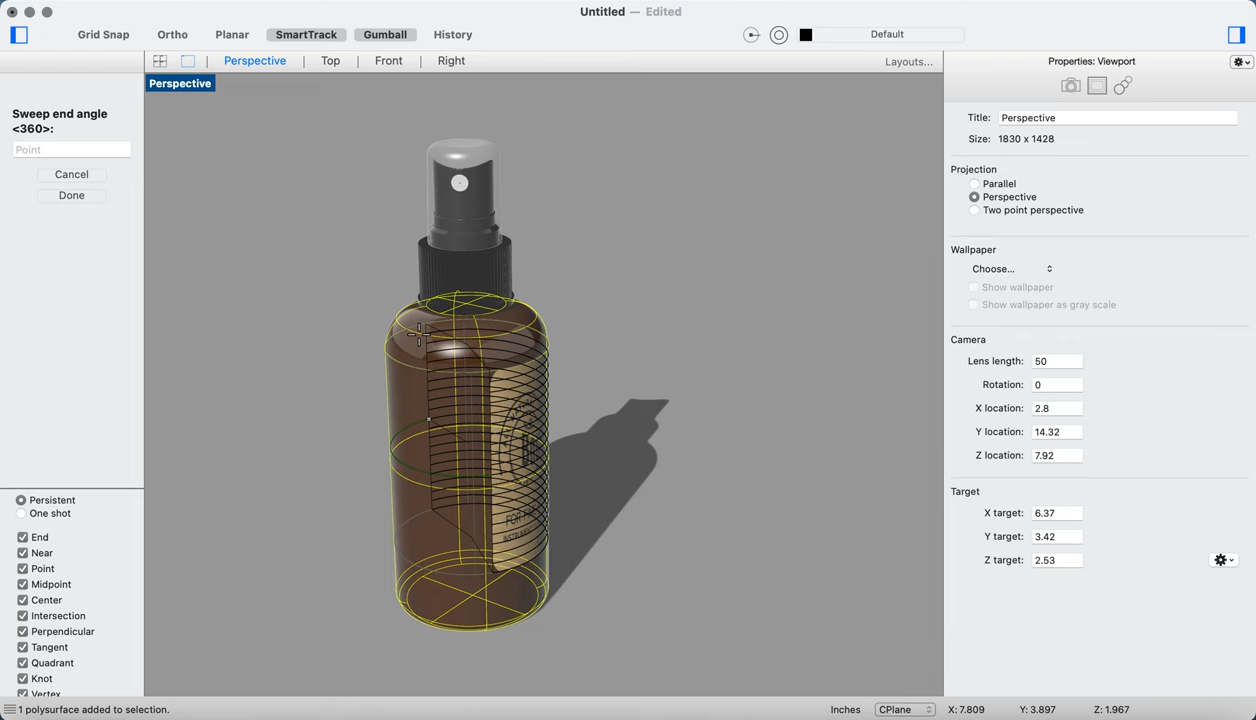 Untitled — Edited
Grid Snap
Ortho
Planar
SmartTrack
Gumball
History
Default
Perspective
Top
Front
Right
Layouts...
Properties: Viewport
Perspective
Sweep end angle
<360>:
Point
Cancel
Done
Title:
Perspective
Size:
1830 x 1428
Projection
Parallel
Perspective
Two point perspective
Wallpaper
Choose...
Show wallpaper
Show wallpaper as gray scale
Camera
Lens length:
50
Rotation:
0
X location:
2.8
Y location:
14.32
Z location:
7.92
Target
X target:
6.37
Y target:
3.42
Z target:
2.53
Persistent
One shot
End
Near
Point
Midpoint
Center
Intersection
Perpendicular
Tangent
Quadrant
Knot
Vertex
1 polysurface added to selection.
Inches
CPlane
X: 7.809
Y: 3.897
Z: 1.967